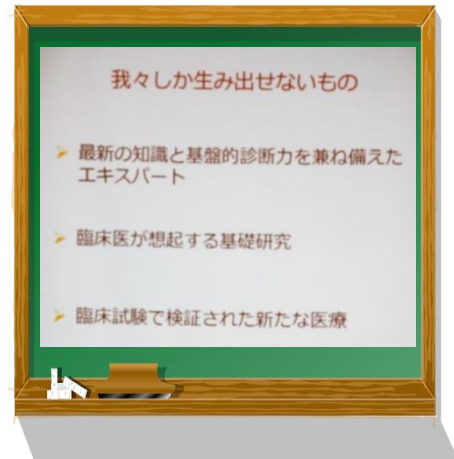 我々しか生み出せないもの
最新の知識と基盤的診断力を兼ね備えた
エキスパート
臨床医が想起する基礎研究
臨床試験で検証された新たな医療